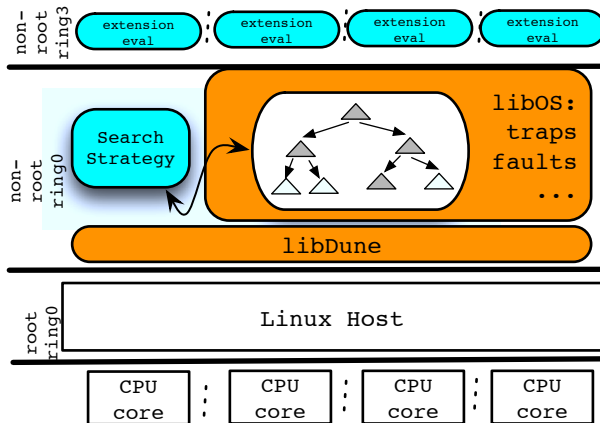 non-
root
ring3
extension
eval
extension
eval
extension
eval
extension
eval
non-
root
ring0
Search
Strategy
libOS:
traps
faults
...
libDune
root
ring0
Linux Host
CPU
core
CPU
core
CPU
core
CPU
core